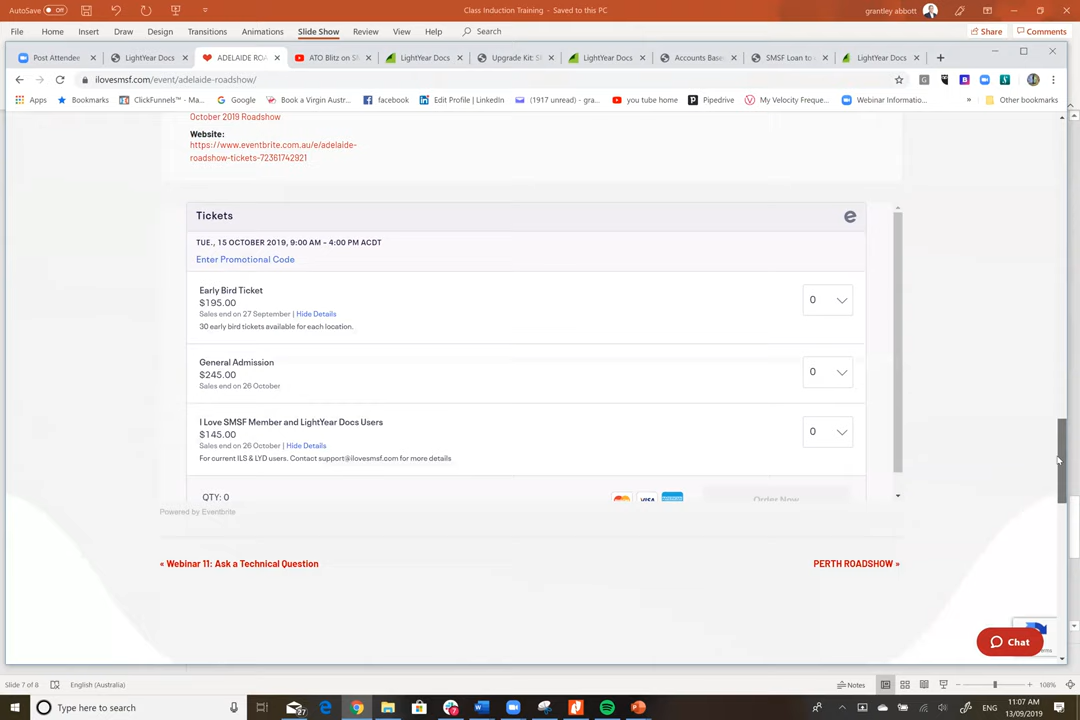 AutoSave Off
Class Induction Training - Saved to this PC
grantley abbott
File Home Insert Draw Design Transitions Animations Slide Show Review View Help Search Share Comments
Post Attendee
LightYear Docs
ADELAIDE ROA
ATO Blitz on SM
LightYear Docs
Upgrade Kit: S
LightYear Docs
Accounts Base
SMSF Loan to
LightYear Docs
ilovesmsf.com/event/adelaide-roadshow/
Apps Bookmarks ClickFunnels™ - Ma... Google Book a Virgin Austr... facebook Edit Profile | LinkedIn (1917 unread) - gra... you tube home Pipedrive My Velocity Freque... Webinar Informatio... » Other bookmarks
October 2019 Roadshow
Website:
https://www.eventbrite.com.au/e/adelaide-
roadshow-tickets-72361742921
Tickets
e
TUE., 15 OCTOBER 2019, 9:00 AM - 4:00 PM ACDT
Enter Promotional Code
Early Bird Ticket
$195.00
0
Sales end on 27 September | Hide Details
30 early bird tickets available for each location.
General Admission
$245.00
0
Sales end on 26 October
I Love SMSF Member and LightYear Docs Users
$145.00
0
Sales end on 26 October | Hide Details
For current ILS & LYD users. Contact support@ilovesmsf.com for more details
QTY: 0
VISA
Order Now
Powered by Eventbrite
« Webinar 11: Ask a Technical Question
PERTH ROADSHOW »
Chat
Slide 7 of 8 English (Australia) Notes 108%
Type here to search
27
ENG
11:07 AM
13/09/2019